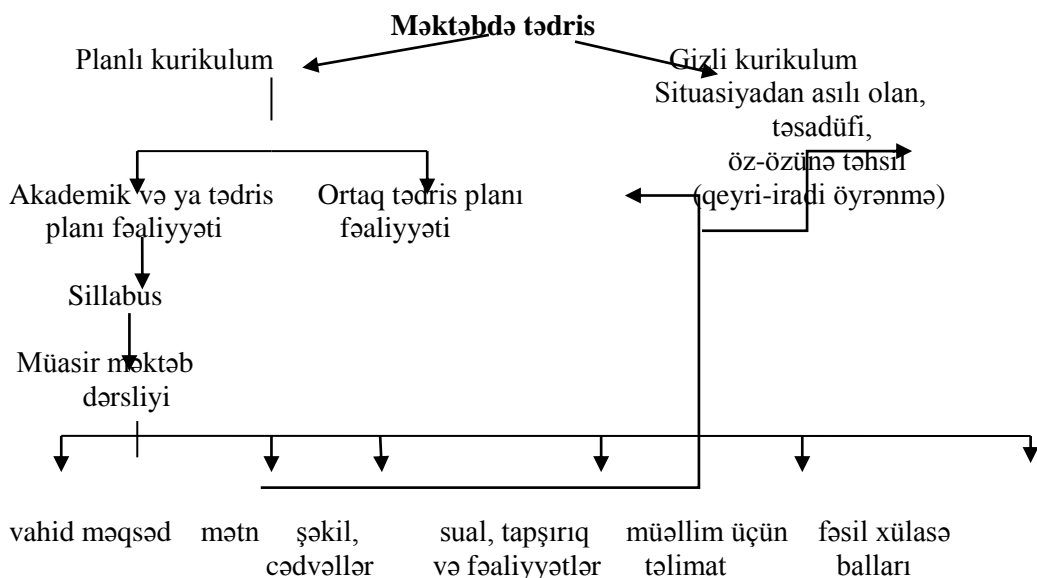 Məktəbdə tədris
Planlı kurikulum
Gizli kurikulum
Situasiyadan asılı olan,
təsadüfi,
öz-özünə təhsil
(qeyri-iradi öyrənmə)
Akademik və ya tədris
planı fəaliyyəti
Ortaq tədris planı
fəaliyyəti
Sillabus
Müasir məktəb
dərsliyi
vahid məqsəd
mətn
şəkil,
cədvəllər
sual, tapşırıq
və fəaliyyətlər
müəllim üçün
təlimat
fəsil xülasə
balları